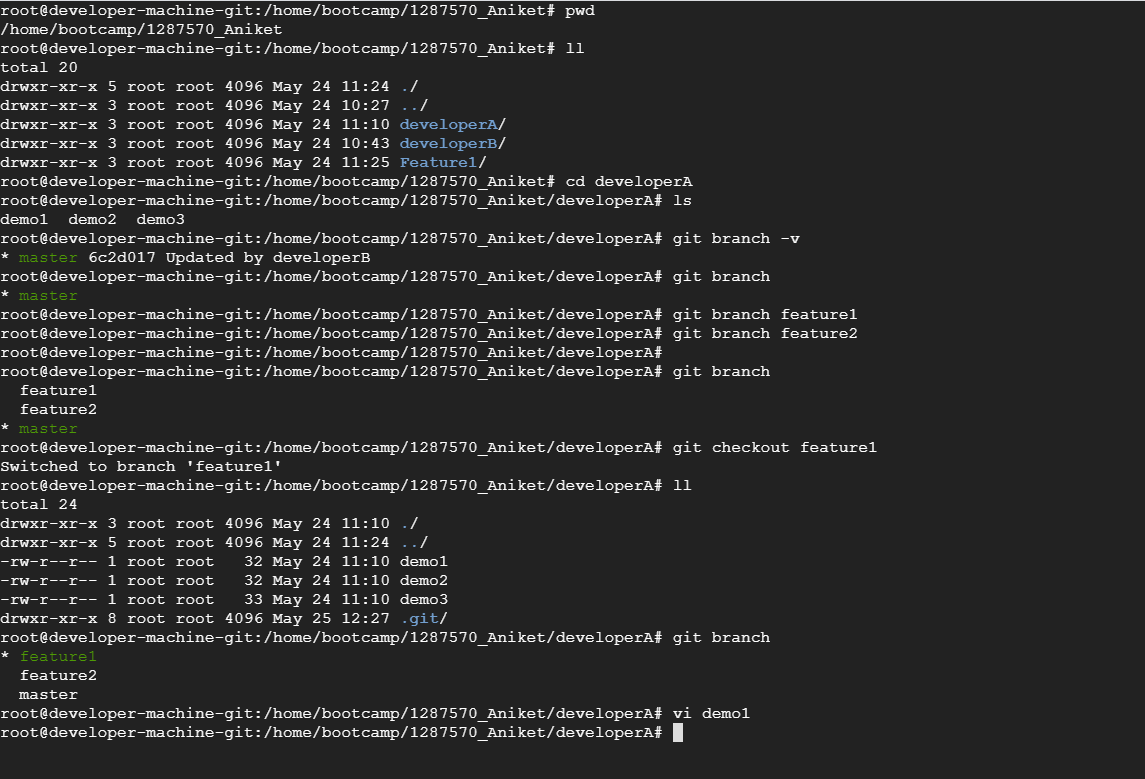 root@developer-machine-git:/home/bootcamp/1287570_Aniket# pwd
/home/bootcamp/1287570_Aniket
root@developer-machine-git:/home/bootcamp/1287570_Aniket# ll
total 20
drwxr-xr-x 5 root root 4096 May 24 11:24 ./
drwxr-xr-x 3 root root 4096 May 24 10:27 ../
drwxr-xr-x 3 root root 4096 May 24 11:10 developerA/
drwxr-xr-x 3 root root 4096 May 24 10:43 developerB/
drwxr-xr-x 3 root root 4096 May 24 11:25 Feature1/
root@developer-machine-git:/home/bootcamp/1287570_Aniket# cd developerA
root@developer-machine-git:/home/bootcamp/1287570_Aniket/developerA# ls
demo1  demo2  demo3
root@developer-machine-git:/home/bootcamp/1287570_Aniket/developerA# git branch -v
* master 6c2d017 Updated by developerB
root@developer-machine-git:/home/bootcamp/1287570_Aniket/developerA# git branch
* master
root@developer-machine-git:/home/bootcamp/1287570_Aniket/developerA# git branch feature1
root@developer-machine-git:/home/bootcamp/1287570_Aniket/developerA# git branch feature2
root@developer-machine-git:/home/bootcamp/1287570_Aniket/developerA#
root@developer-machine-git:/home/bootcamp/1287570_Aniket/developerA# git branch
  feature1
  feature2
* master
root@developer-machine-git:/home/bootcamp/1287570_Aniket/developerA# git checkout feature1
Switched to branch 'feature1'
root@developer-machine-git:/home/bootcamp/1287570_Aniket/developerA# ll
total 24
drwxr-xr-x 3 root root 4096 May 24 11:10 ./
drwxr-xr-x 5 root root 4096 May 24 11:24 ../
-rw-r--r-- 1 root root   32 May 24 11:10 demo1
-rw-r--r-- 1 root root   32 May 24 11:10 demo2
-rw-r--r-- 1 root root   33 May 24 11:10 demo3
drwxr-xr-x 8 root root 4096 May 25 12:27 .git/
root@developer-machine-git:/home/bootcamp/1287570_Aniket/developerA# git branch
* feature1
  feature2
  master
root@developer-machine-git:/home/bootcamp/1287570_Aniket/developerA# vi demo1
root@developer-machine-git:/home/bootcamp/1287570_Aniket/developerA#